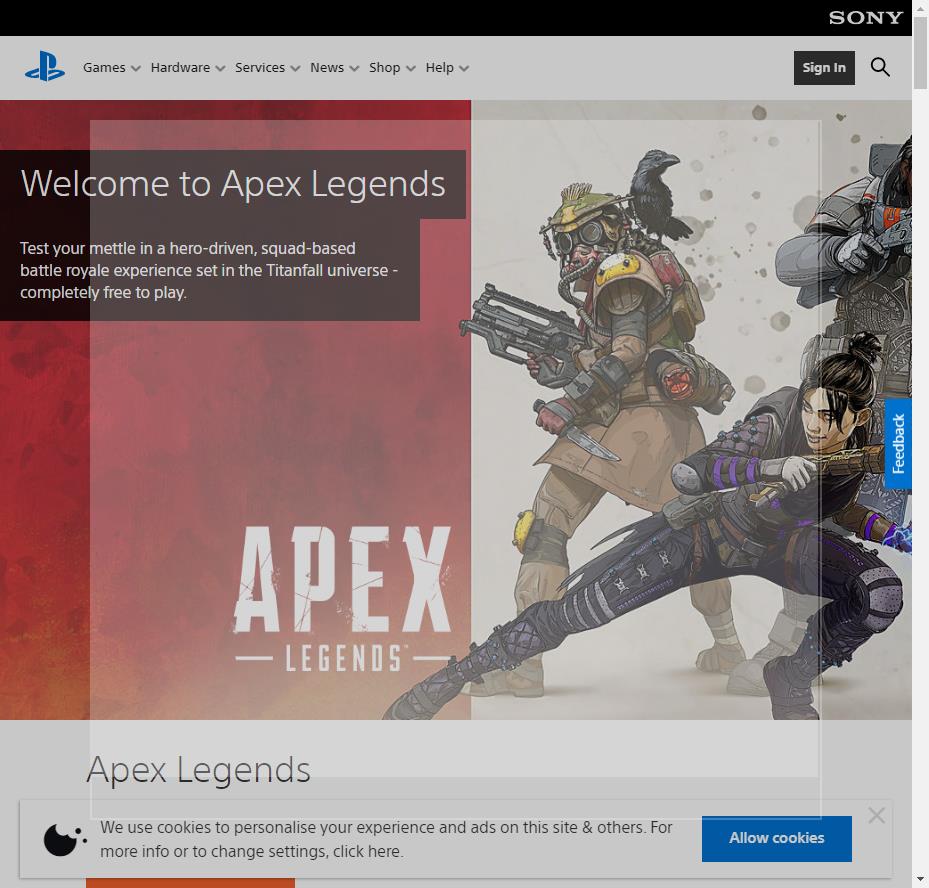 SONY
Games Hardware Services News Shop Help
Sign In
Welcome to Apex Legends
Test your mettle in a hero-driven, squad-based
battle royale experience set in the Titanfall universe -
completely free to play.
Feedback
APEX
LEGENDS™
Apex Legends
We use cookies to personalise your experience and ads on this site & others. For
more info or to change settings, click here.
Allow cookies